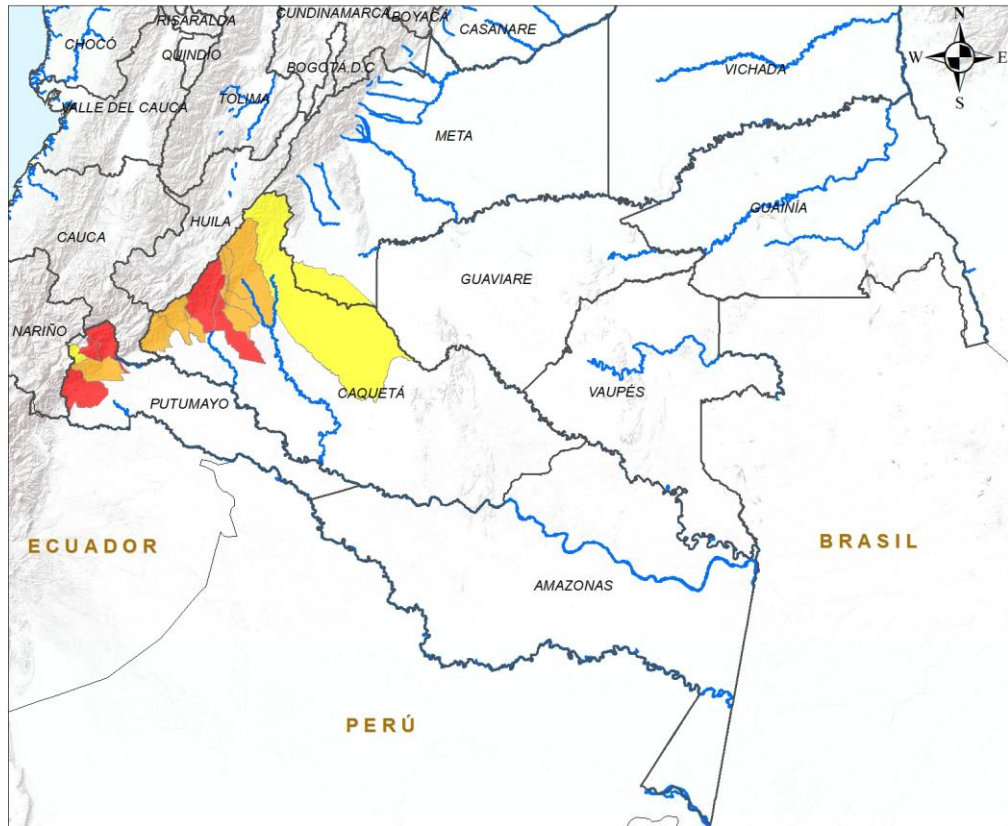 RISARALDA
CUNDINAMARCA
BOYACÁ
CASANARE
N
CHOCÓ
QUINDIO
BOGOTÁ D.C
W
E
VICHADA
S
VALLE DEL CAUCA
TOLIMA
META
HUILA
GUAINÍA
CAUCA
GUAVIARE
NARIÑO
CAQUETÁ
VAUPÉS
PUTUMAYO
ECUADOR
BRASIL
AMAZONAS
PERÚ